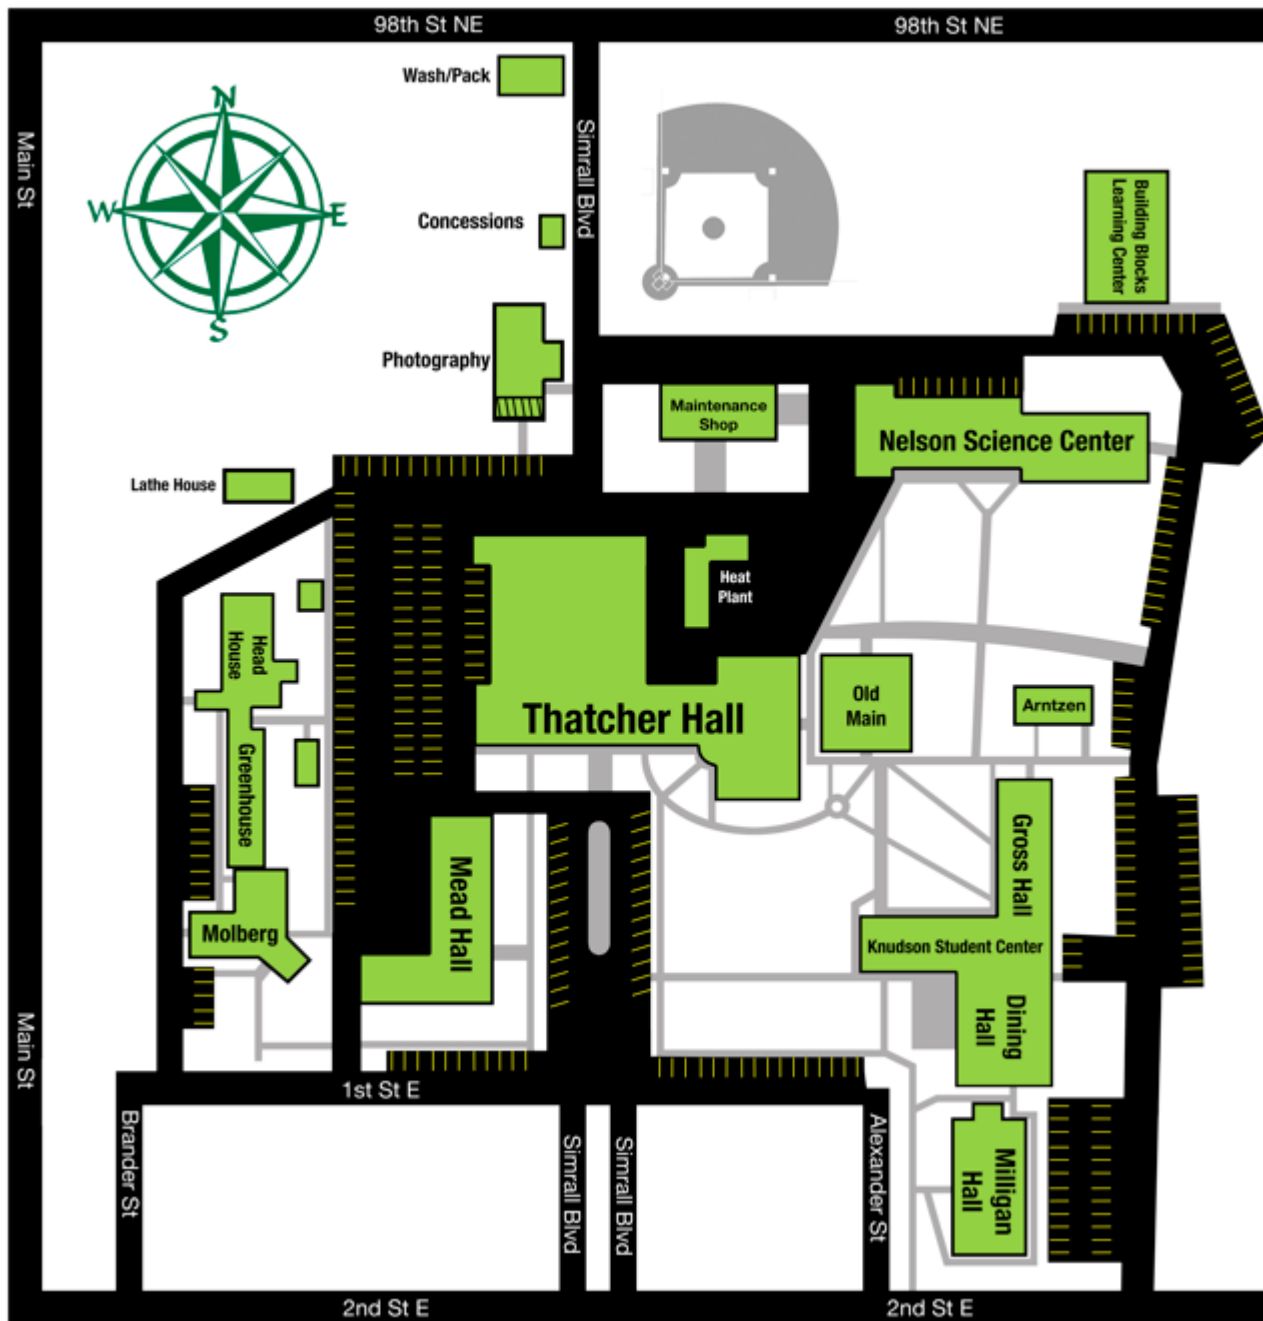 98th St NE
98th St NE
Wash/Pack
N
W
E
S
Main St
Simrall Blvd
Concessions
Building Blocks
Learning Center
Photography
Maintenance
Shop
Nelson Science Center
Lathe House
Heat
Plant
Head
House
Thatcher Hall
Old
Main
Arntzen
Greenhouse
Mead Hall
Gross Hall
Molberg
Knudson Student Center
Dining
Hall
Main St
1st St E
Brander St
Simrall Blvd
Simrall Blvd
Alexander St
Milligan
Hall
2nd St E
2nd St E